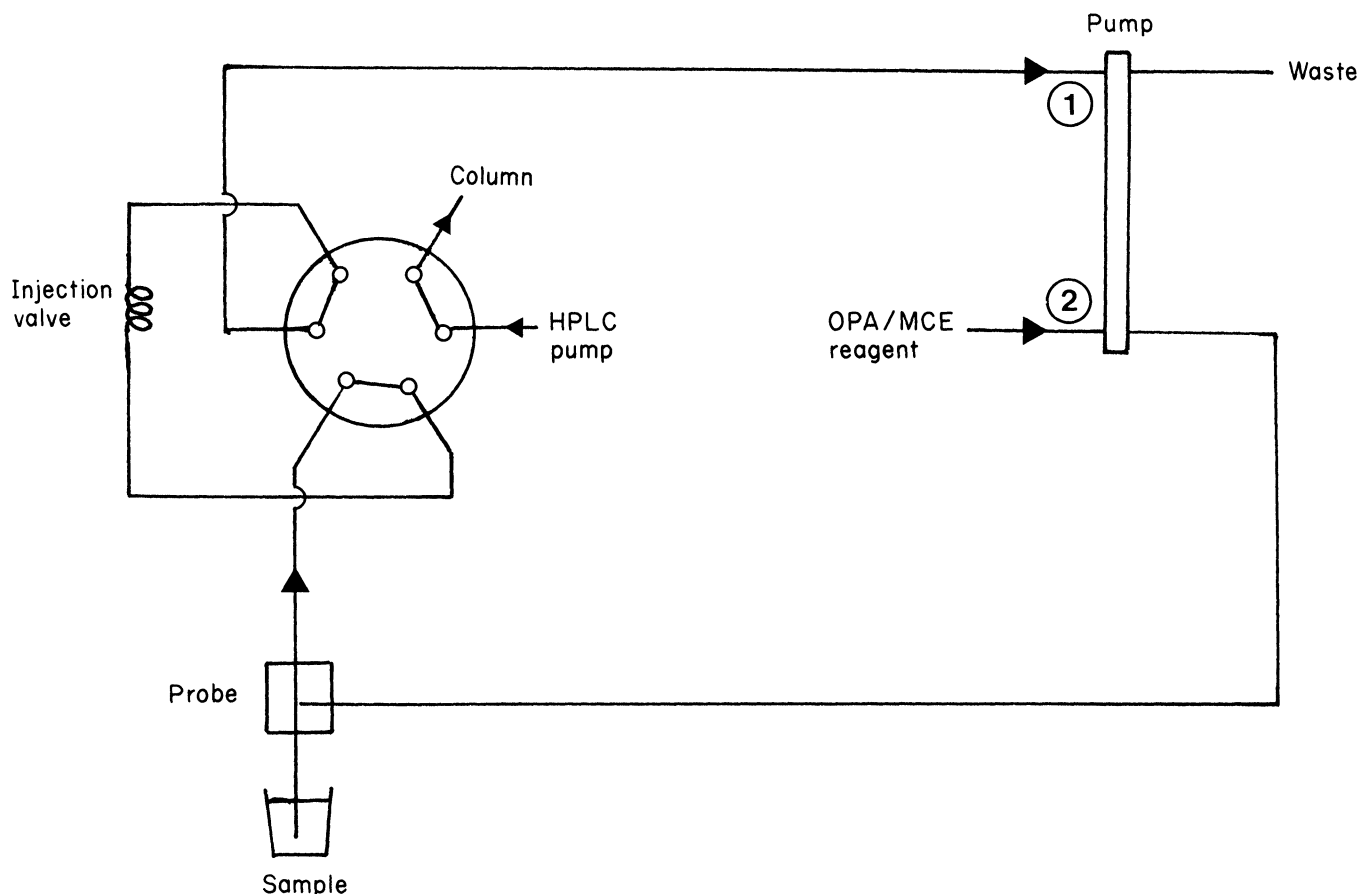 Pump
Waste
1
Column
Injection
valve
HPLC
pump
2
OPA/MCE
reagent
Probe
Sample